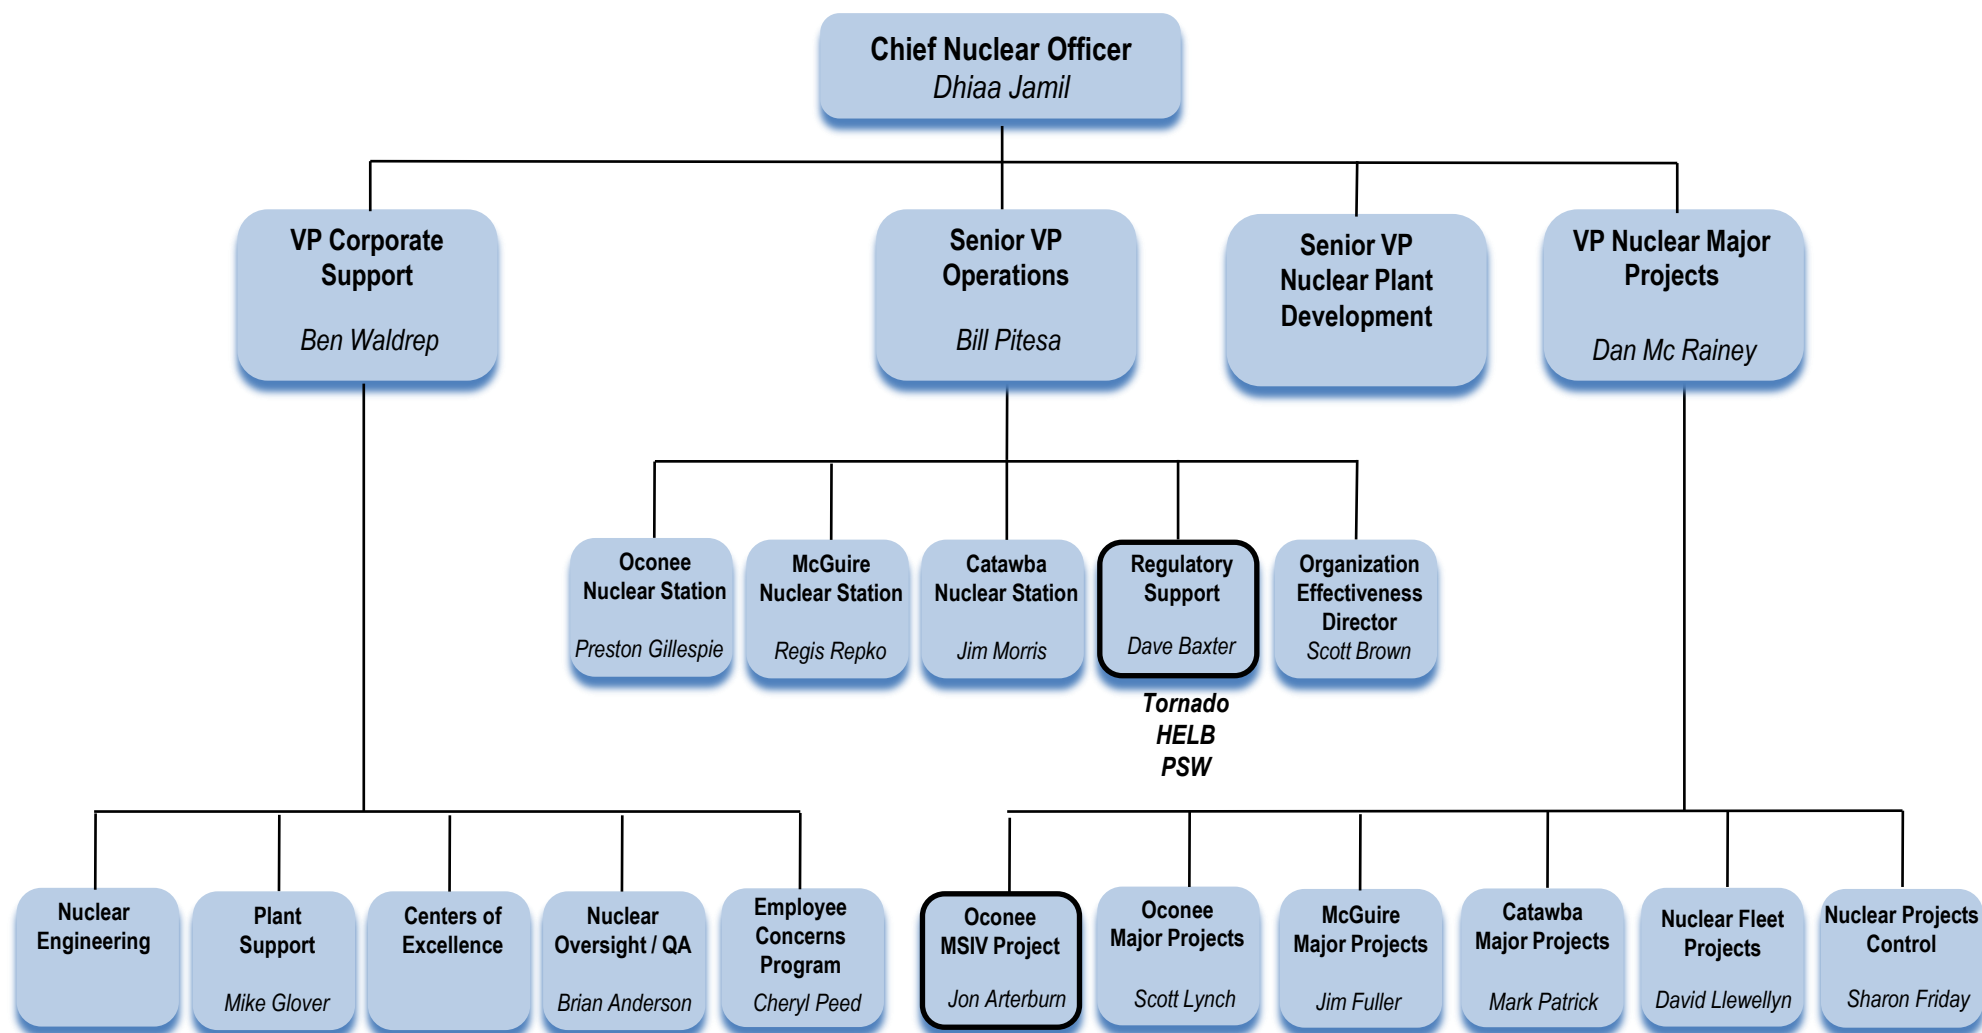 Chief Nuclear Officer
Dhiaa Jamil
VP Corporate
Support
Ben Waldrep
Senior VP
Operations
Bill Pitesa
Senior VP
Nuclear Plant
Development
VP Nuclear Major
Projects
Dan Mc Rainey
Oconee
Nuclear Station
Preston Gillespie
McGuire
Nuclear Station
Regis Repko
Catawba
Nuclear Station
Jim Morris
Regulatory
Support
Dave Baxter
Organization
Effectiveness
Director
Scott Brown
Tornado
HELB
PSW
Nuclear
Engineering
Plant
Support
Mike Glover
Centers of
Excellence
Nuclear
Oversight / QA
Brian Anderson
Employee
Concerns
Program
Cheryl Peed
Oconee
MSIV Project
Jon Arterburn
Oconee
Major Projects
Scott Lynch
McGuire
Major Projects
Jim Fuller
Catawba
Major Projects
Mark Patrick
Nuclear Fleet
Projects
David Llewellyn
Nuclear Projects
Control
Sharon Friday